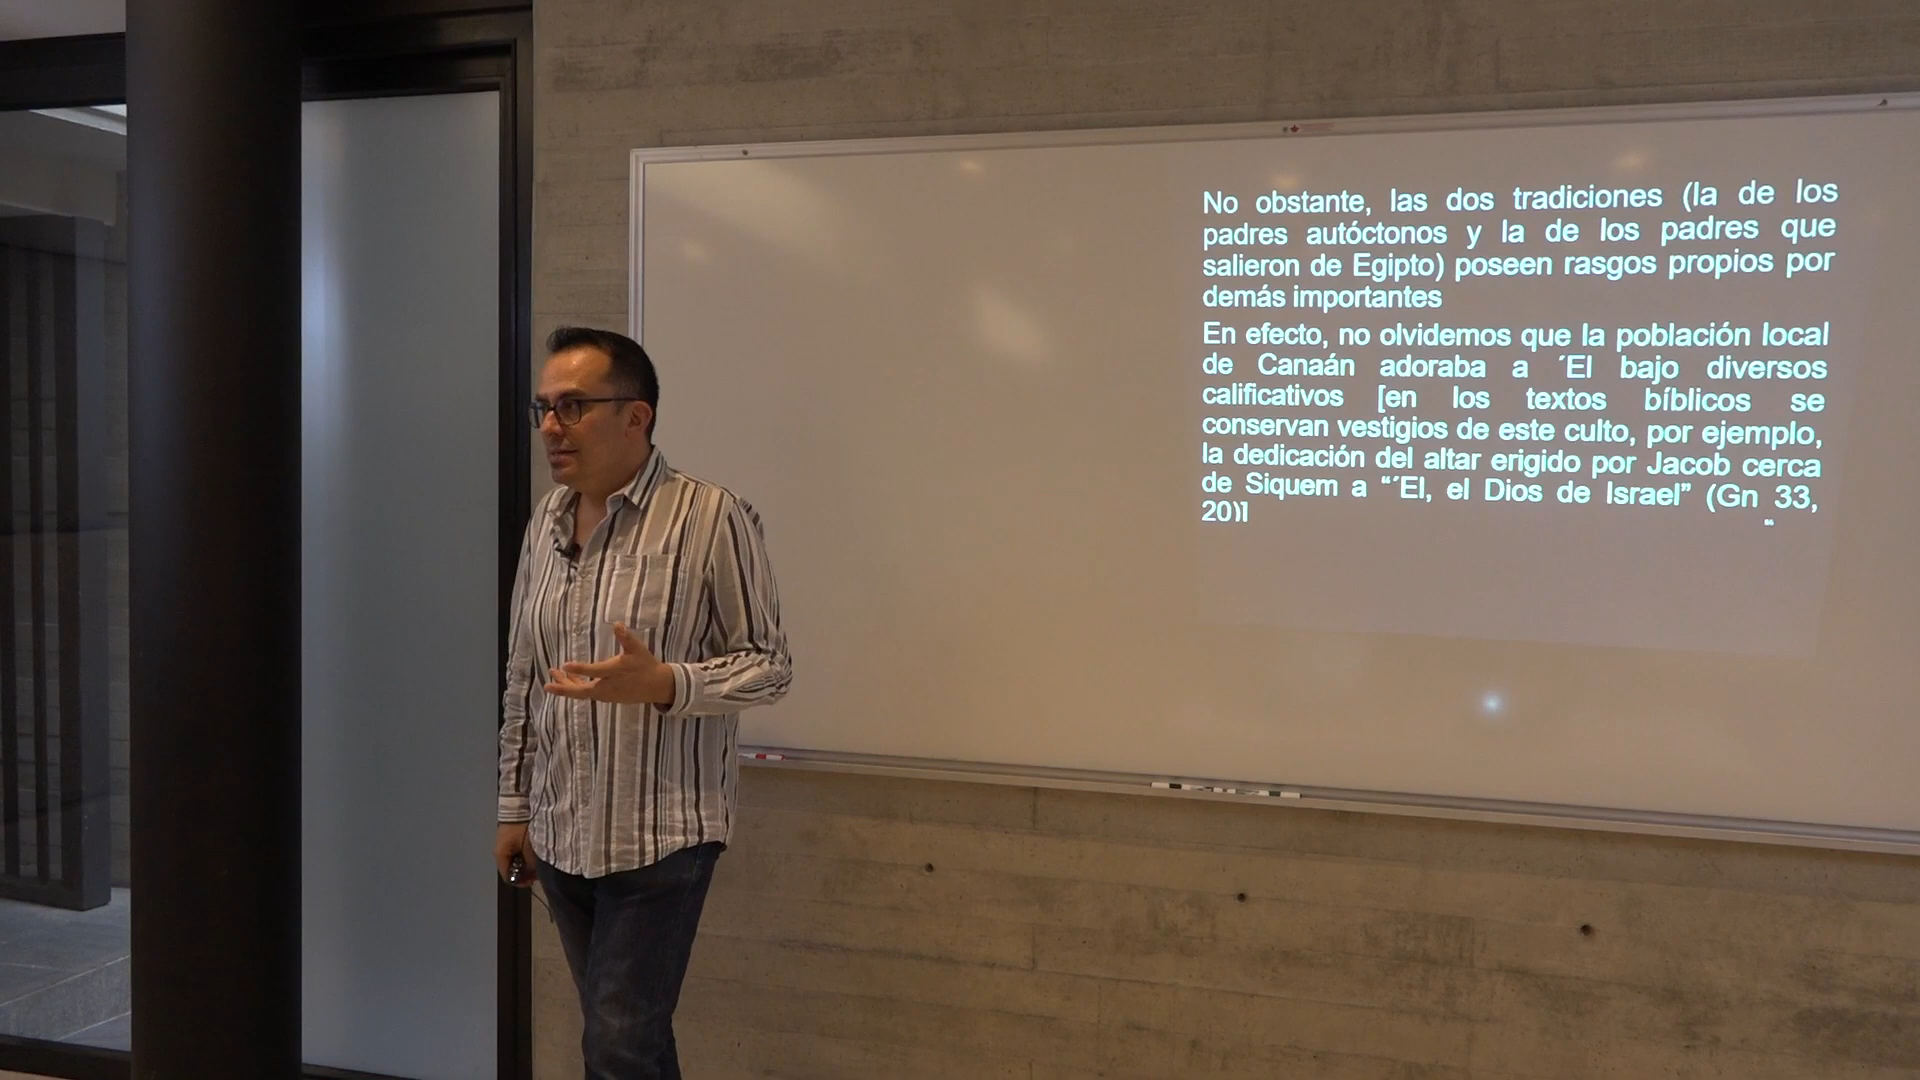 No obstante, las dos tradiciones (la de los
padres autóctonos y la de los padres que
salieron de Egipto) poseen rasgos propios por
demás importantes
En efecto, no olvidemos que la población local
de Canaán adoraba a ´El bajo diversos
calificativos [en los textos bíblicos se
conservan vestigios de este culto, por ejemplo,
la dedicación del altar erigido por Jacob cerca
de Siquem a “´El, el Dios de Israel” (Gn 33,
20)]